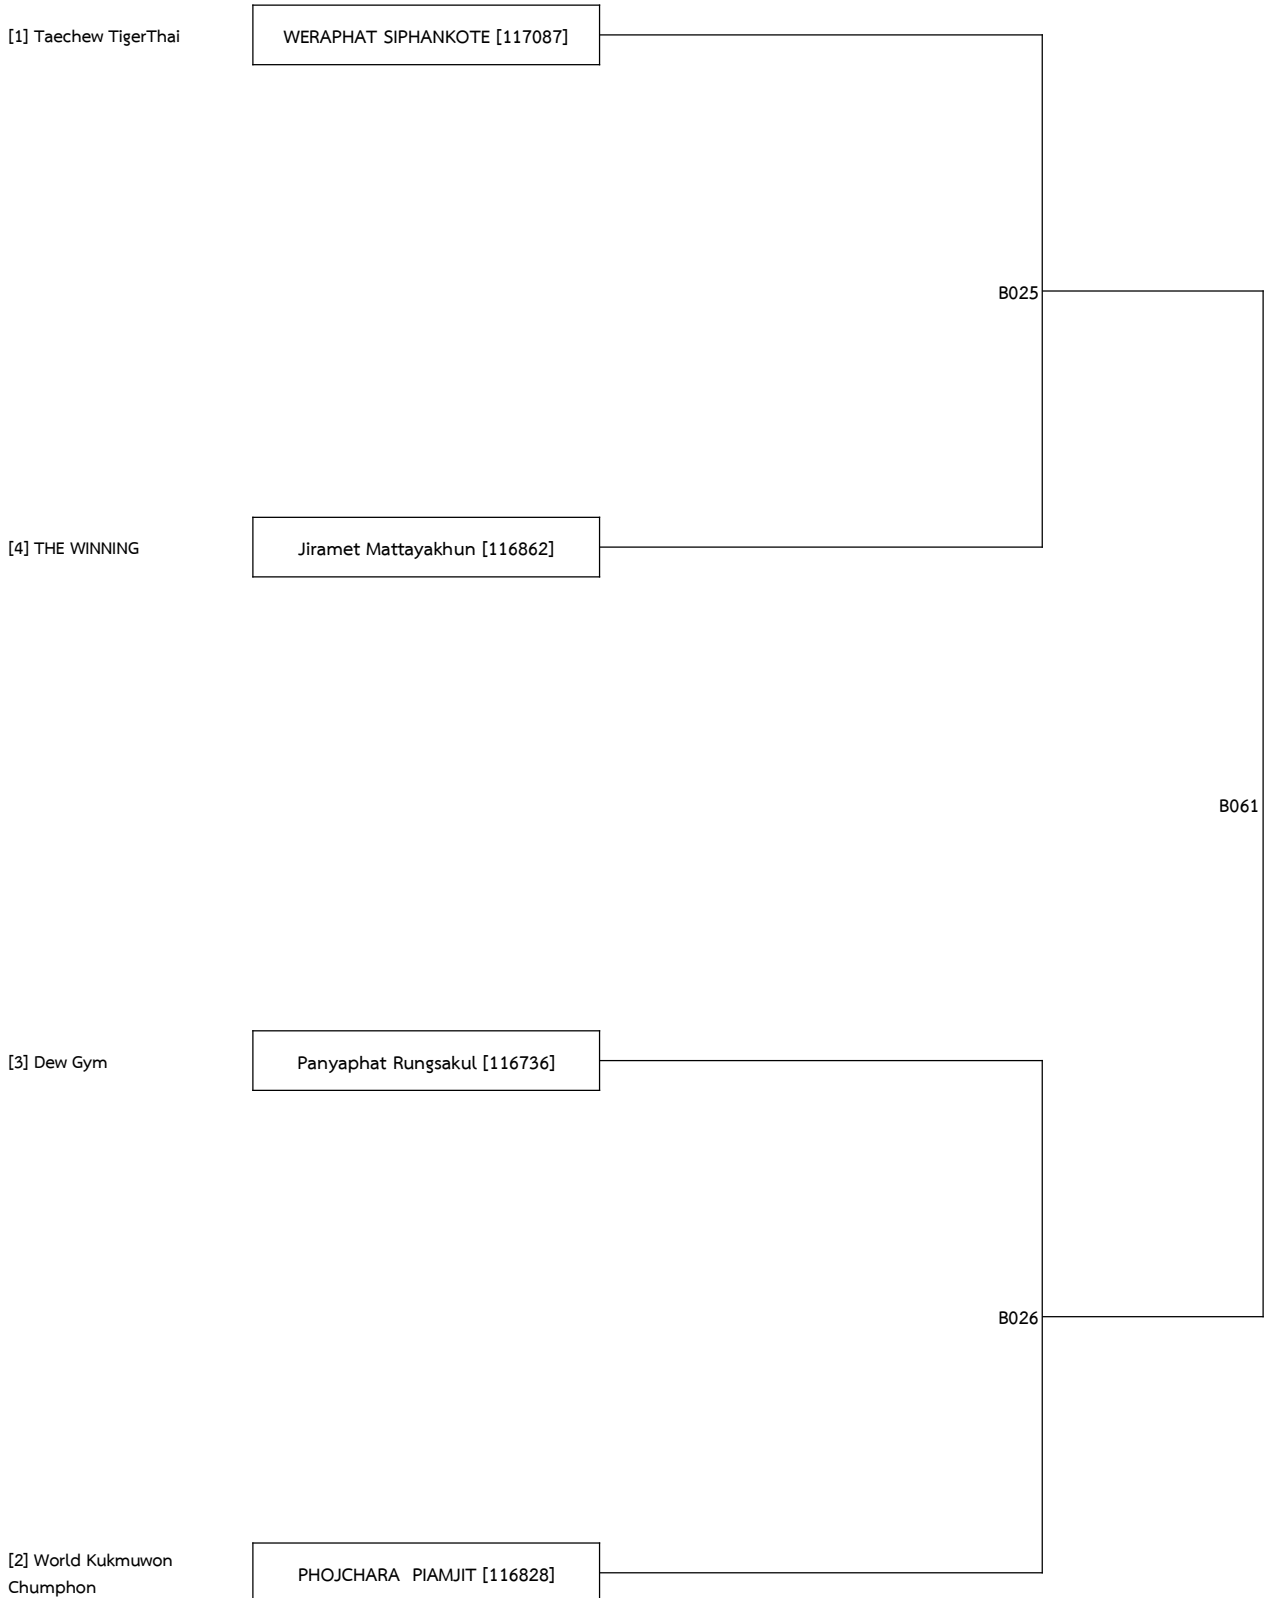 [1] Taechew TigerThai
WERAPHAT SIPHANKOTE [117087]
B025
[4] THE WINNING
Jiramet Mattayakhun [116862]
B061
[3] Dew Gym
Panyaphat Rungsakul [116736]
B026
[2] World Kukmuwon
Chumphon
PHOJCHARA PIAMJIT [116828]